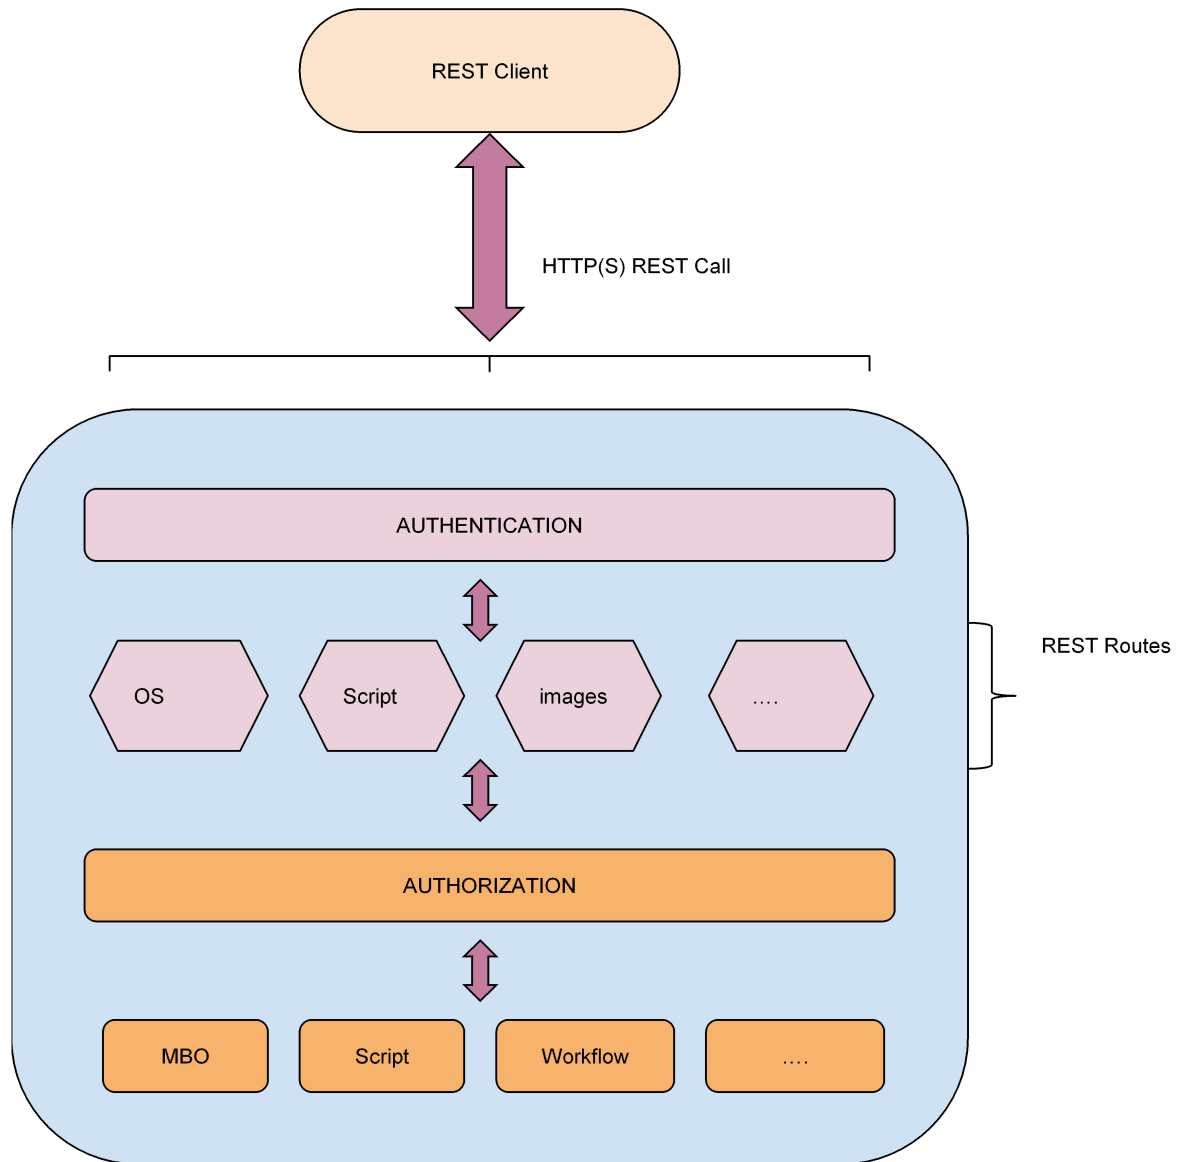 REST Client
HTTP(S) REST Call
AUTHENTICATION
OS
Script
images
....
REST Routes
AUTHORIZATION
MBO
Script
Workflow
....